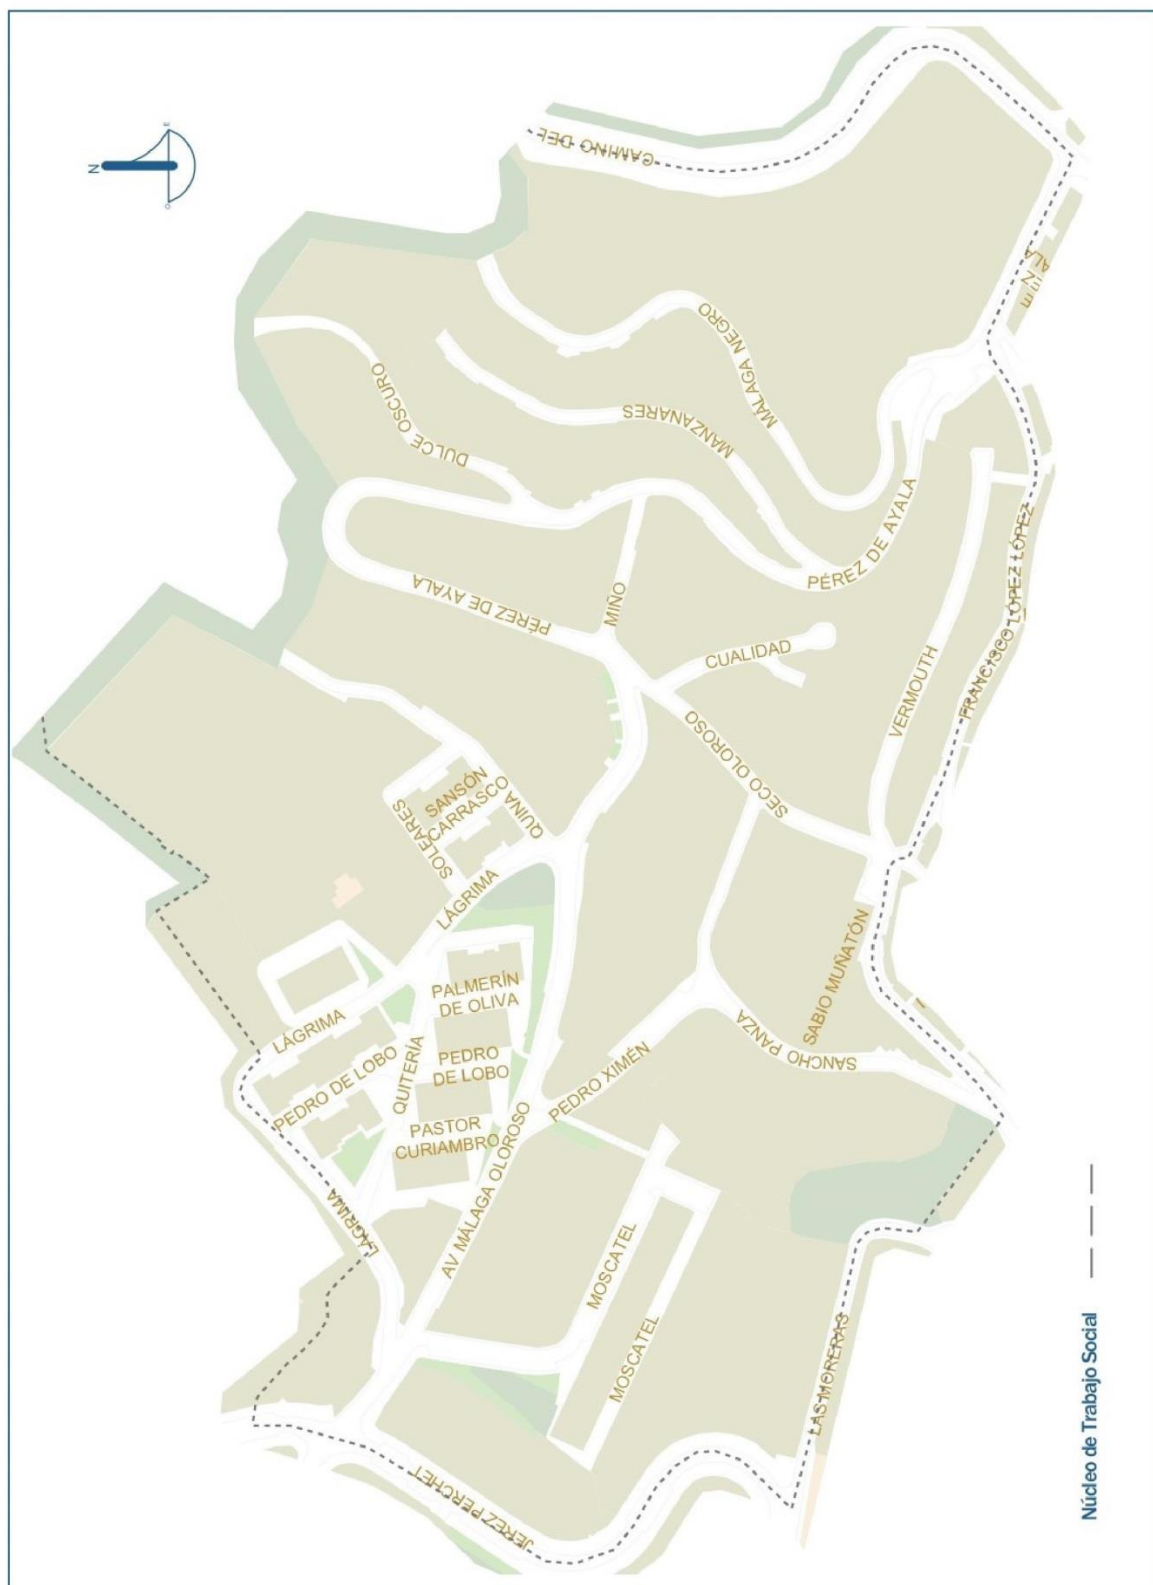 N
E
O
CAMINO DEL
MÁLAGA NEGRO
DULCE OSCURO
MANZANARES
PÉREZ DE AYALA
PÉREZ DE AYALA
MIÑO
CUALIDAD
VERMOUTH
FRANCISCO LÓPEZ LÓPEZ
SECO OLOROSO
SOLEARES
SANSÓN
CARRASCO
QUINA
LÁGRIMA
LÁGRIMA
PALMERÍN
DE OLIVA
PEDRO DE LOBO
QUITERÍA
PEDRO
DE LOBO
PASTOR
CURIAMBRO
PEDRO XIMÉN
SANCHO PANZA
SABIO MUÑATÓN
LÁGRIMA
AV MÁLAGA OLOROSO
MOSCATEL
MOSCATEL
LAS MORERAS
JEREZ PERCHET
Núcleo de Trabajo Social